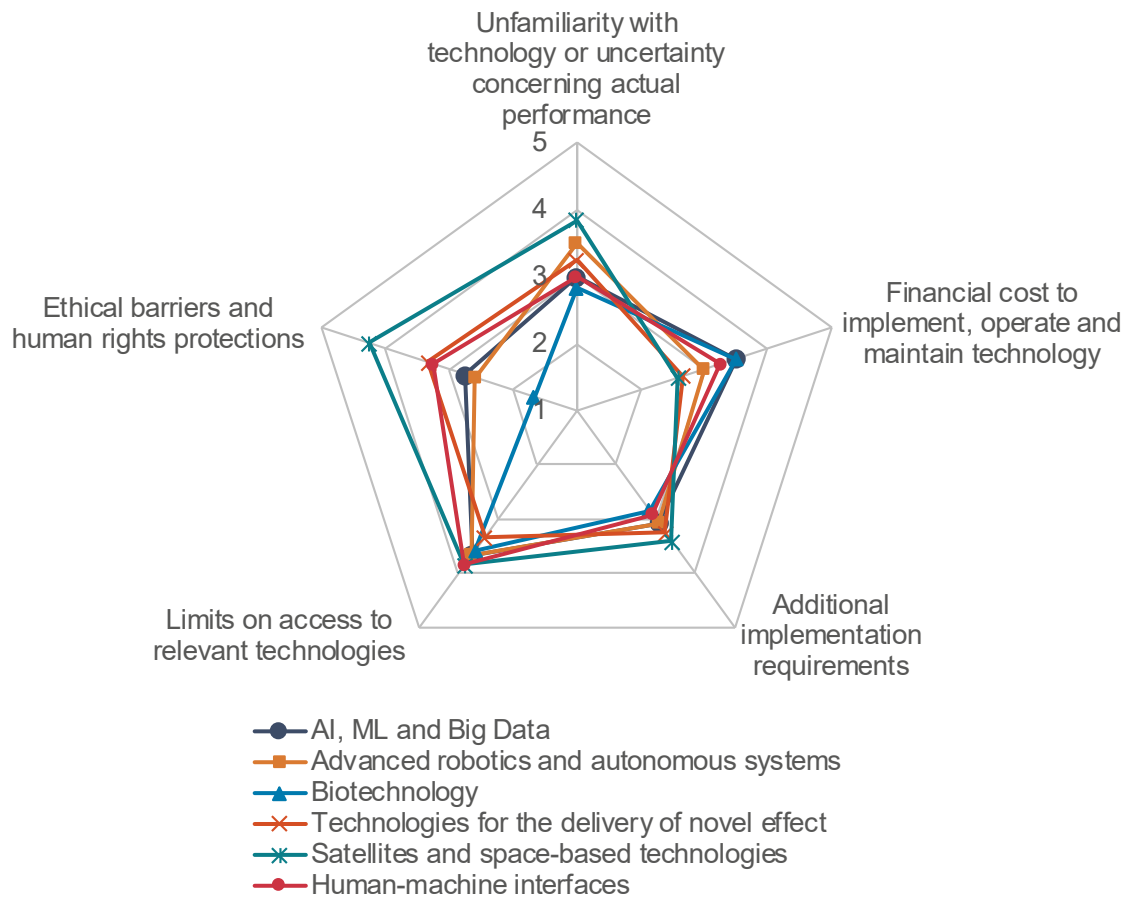 Unfamiliarity with
technology or uncertainty
concerning actual
performance
5
4
3
2
1
Ethical barriers and
human rights protections
Financial cost to
implement, operate and
maintain technology
Limits on access to
relevant technologies
Additional
implementation
requirements
AI, ML and Big Data
Advanced robotics and autonomous systems
Biotechnology
Technologies for the delivery of novel effect
Satellites and space-based technologies
Human-machine interfaces